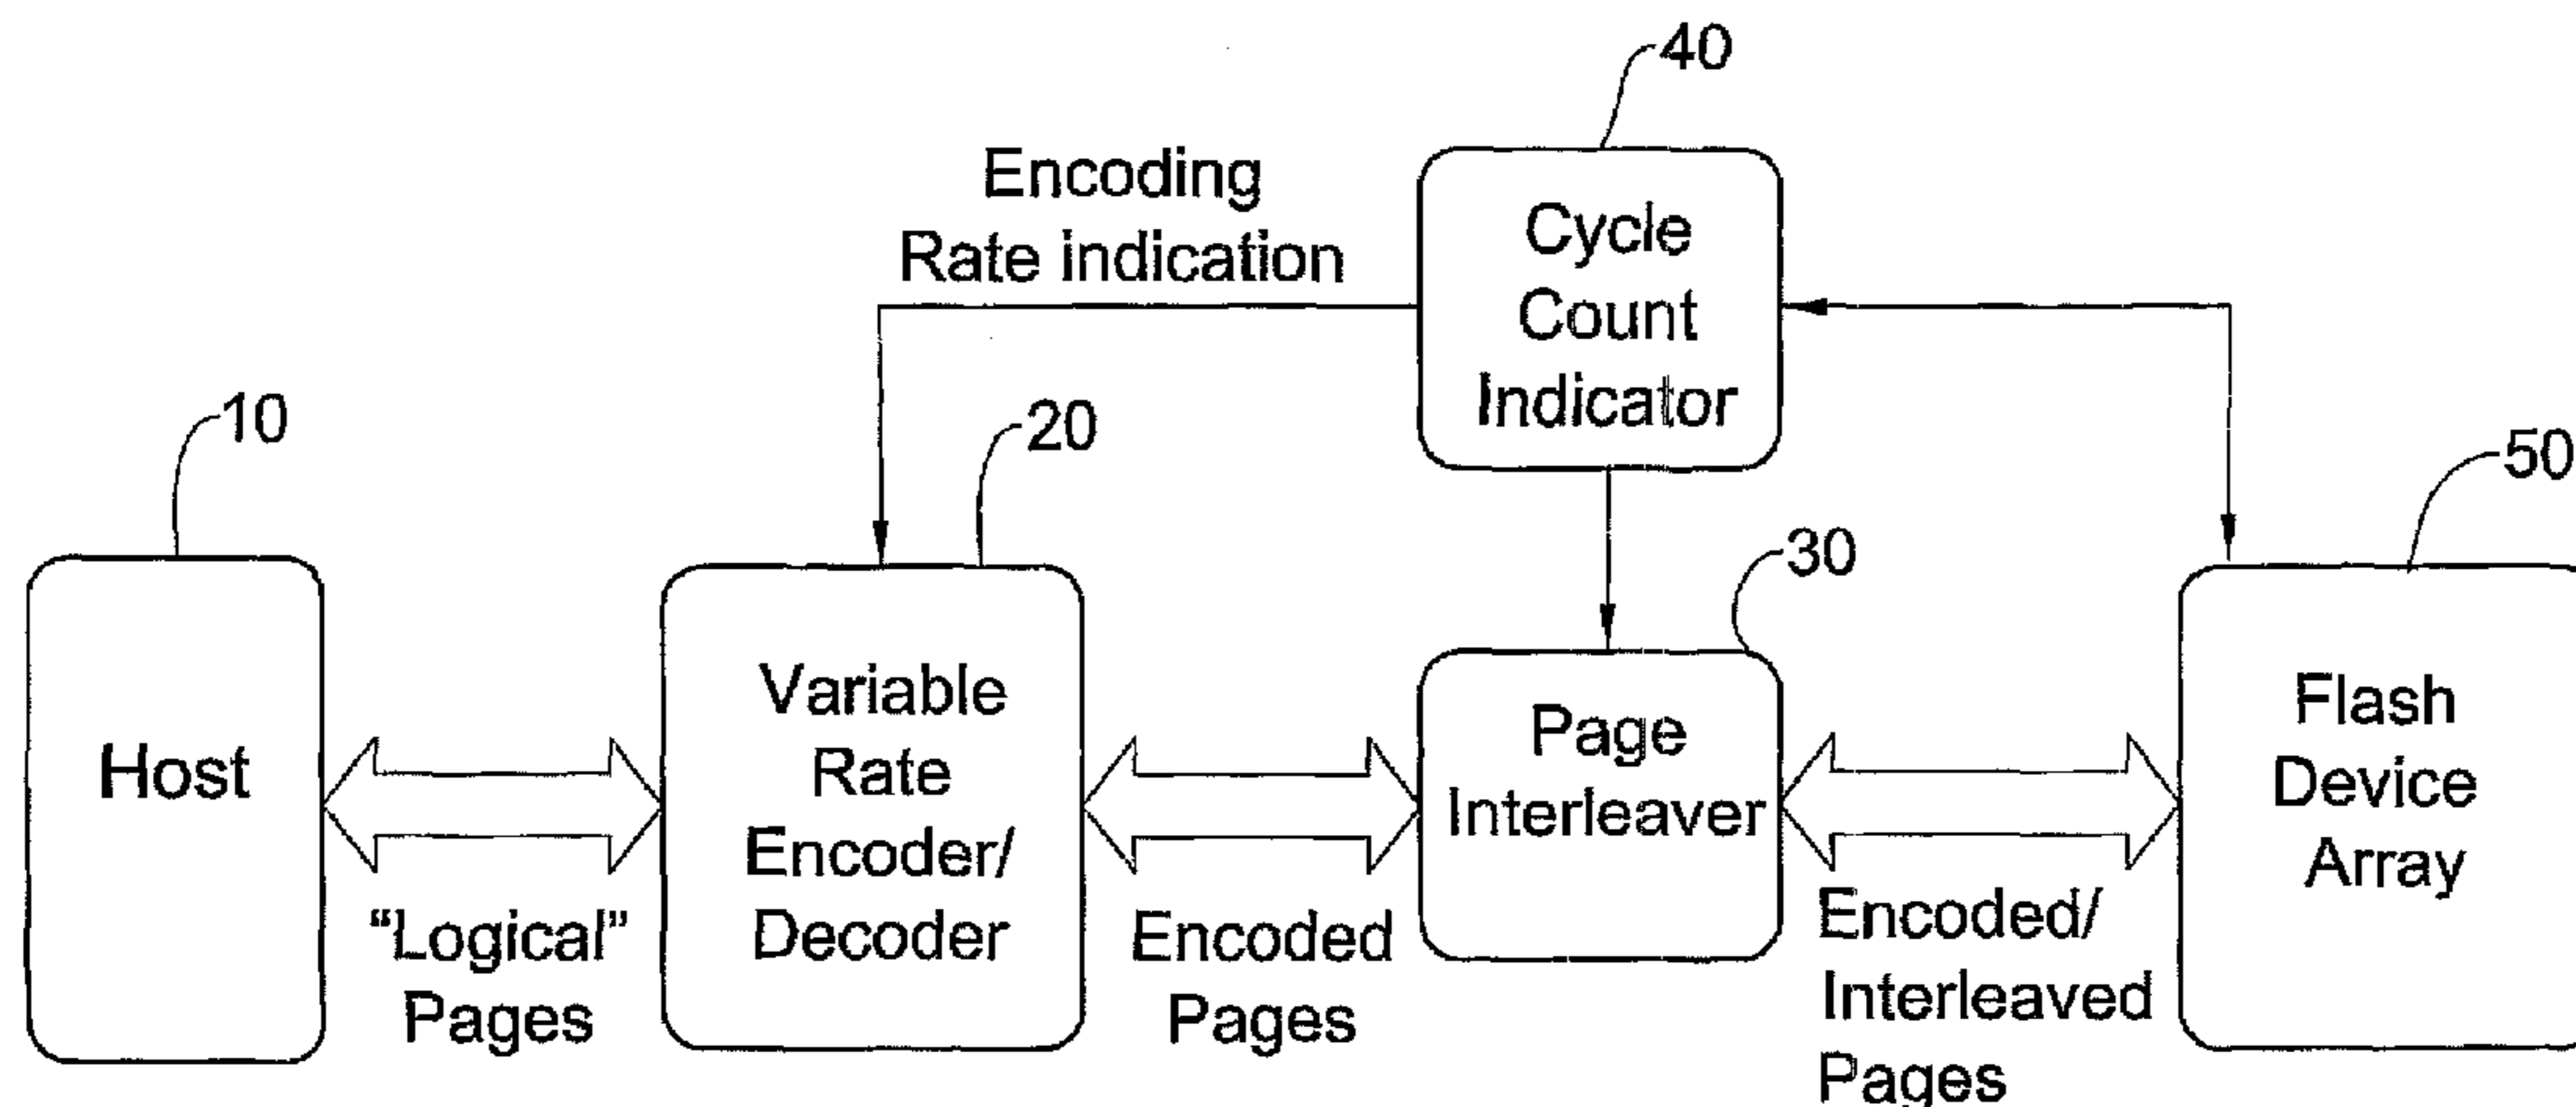 40
Encoding
Rate indication
Cycle
Count
Indicator
10
20
50
30
Host
Variable
Rate
Encoder/
Decoder
Page
Interleaver
Flash
Device
Array
“Logical”
Pages
Encoded
Pages
Encoded/
Interleaved
Pages